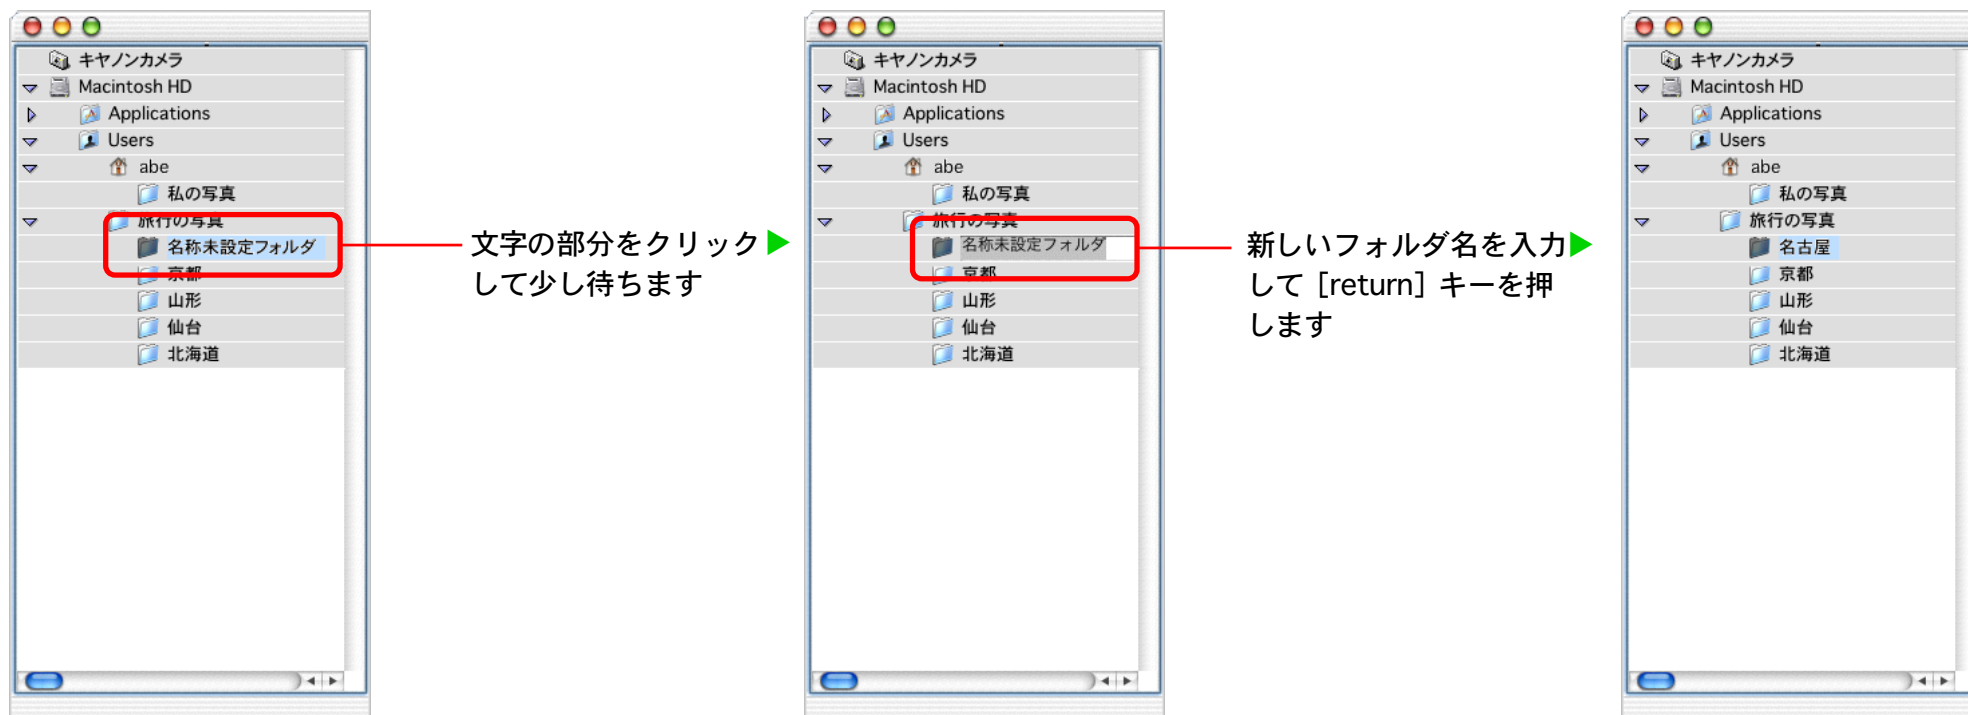 キヤノンカメラ
Macintosh HD
Applications
Users
abe
私の写真
旅行の写真
名称未設定フォルダ
京都
山形
仙台
北海道
文字の部分をクリック
して少し待ちます
キヤノンカメラ
Macintosh HD
Applications
Users
abe
私の写真
旅行の写真
名称未設定フォルダ
京都
山形
仙台
北海道
新しいフォルダ名を入力
して［return］キーを押
します
キヤノンカメラ
Macintosh HD
Applications
Users
abe
私の写真
旅行の写真
名古屋
京都
山形
仙台
北海道